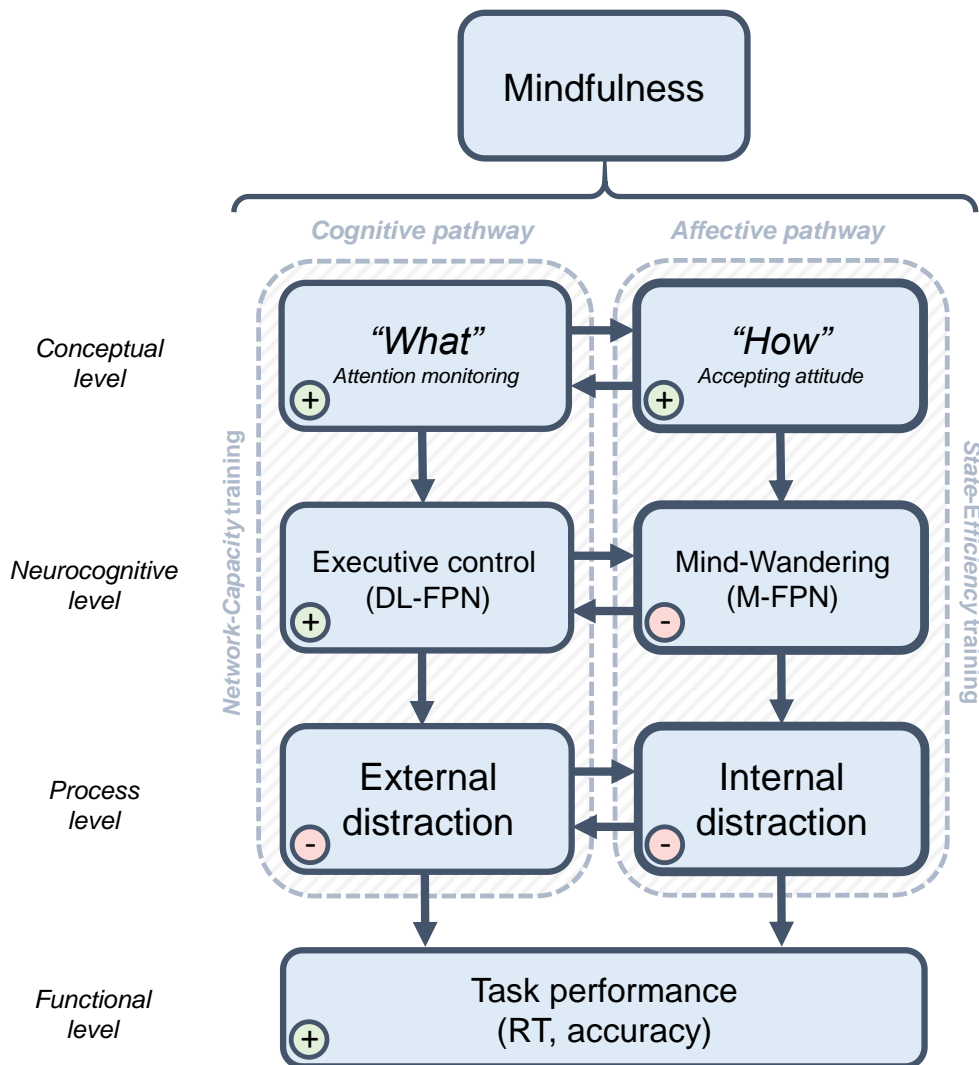 Mindfulness
Cognitive pathway
Affective pathway
Conceptual
level
“What”
Attention monitoring
+
“How”
Accepting attitude
+
Network-Capacity training
State-Efficiency training
Neurocognitive
level
Executive control
(DL-FPN)
+
Mind-Wandering
(M-FPN)
-
Process
level
External
distraction
-
Internal
distraction
-
Functional
level
Task performance
(RT, accuracy)
+